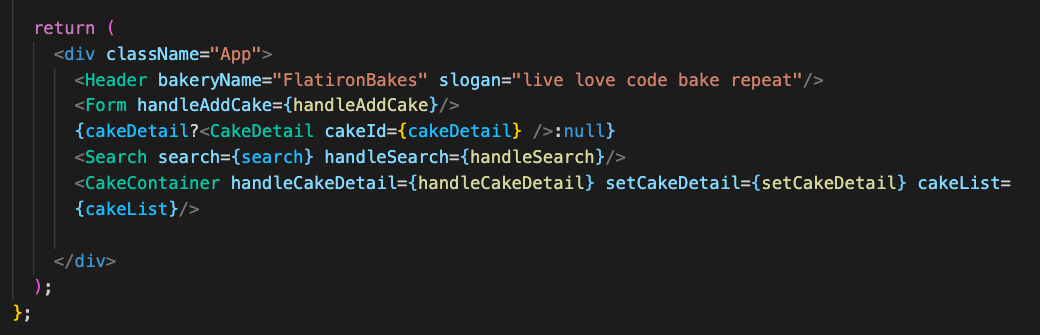 return (
<div className="App">
<Header bakeryName="FlatironBakes" slogan="live love code bake repeat"/>
<Form handleAddCake={handleAddCake}/>
{cakeDetail?<CakeDetail cakeId={cakeDetail} />:null}
<Search search={search} handleSearch={handleSearch}/>
<CakeContainer handleCakeDetail={handleCakeDetail} setCakeDetail={setCakeDetail} cakeList=
{cakeList}/>
</div>
);
};